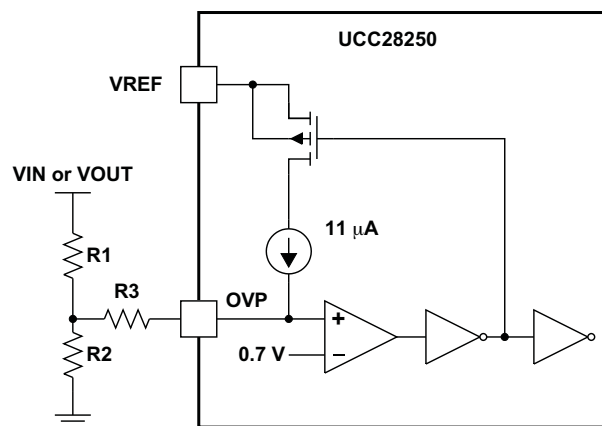 UCC28250
VREF
VIN or VOUT
11 μA
R1
R3
OVP
R2
+
0.7 V
−